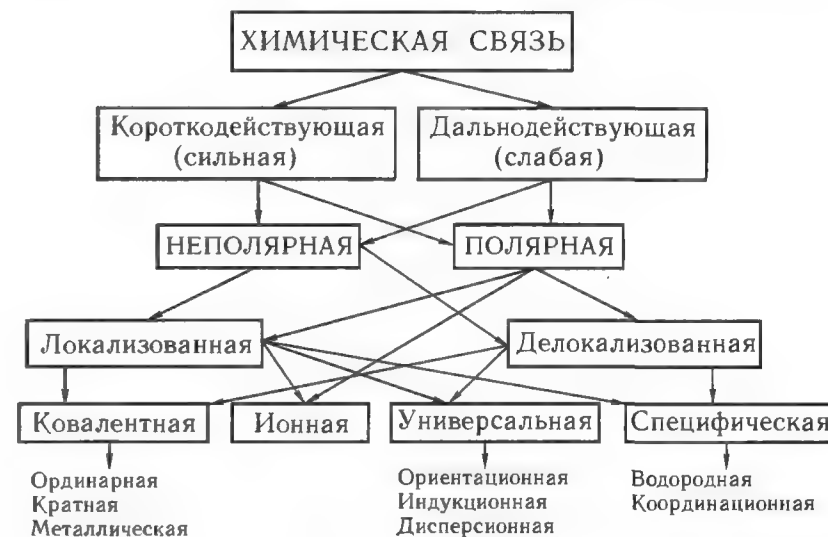 ХИМИЧЕСКАЯ СВЯЗЬ
Короткодействующая
(сильная)
Дальнодействующая
(слабая)
НЕПОЛЯРНАЯ
ПОЛЯРНАЯ
Локализованная
Делокализованная
Ковалентная
Ионная
Универсальная
Специфическая
Ординарная
Кратная
Металлическая
Ориентационная
Индукционная
Дисперсионная
Водородная
Координационная